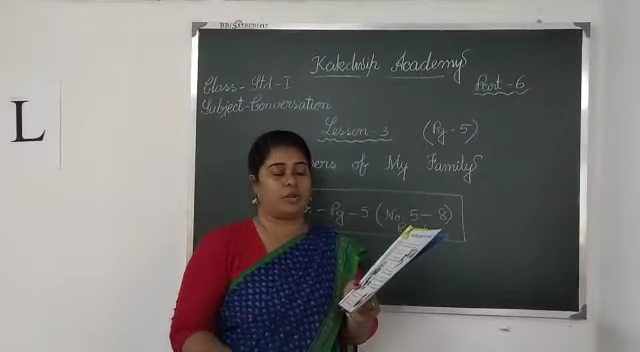 Kakdwip Academy
Class - Std - I
Part - 6
Subject - Conversation
Lesson - 3 (Pg - 5)
of My Family
- Pg - 5 (No. 5 - 8)
L